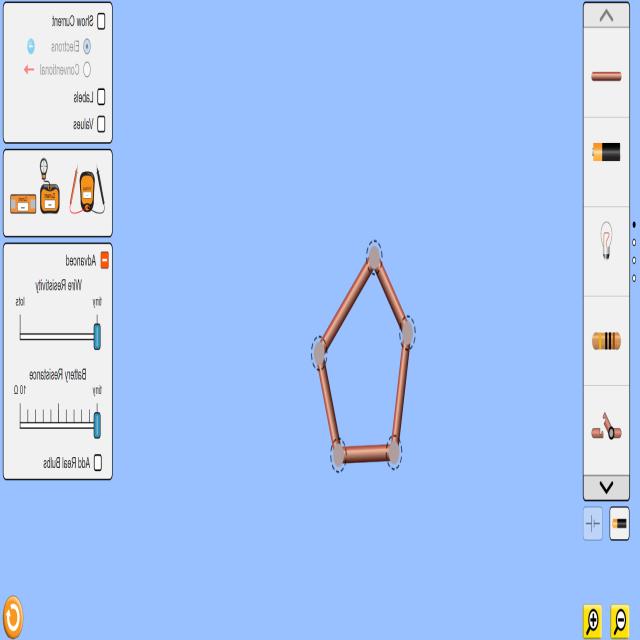 Show Current
Electrons
Conventional
Labels
Values
Advanced
Wire Resistivity
tiny lots
Battery Resistance
tiny 10 Ω
Add Real Bulbs